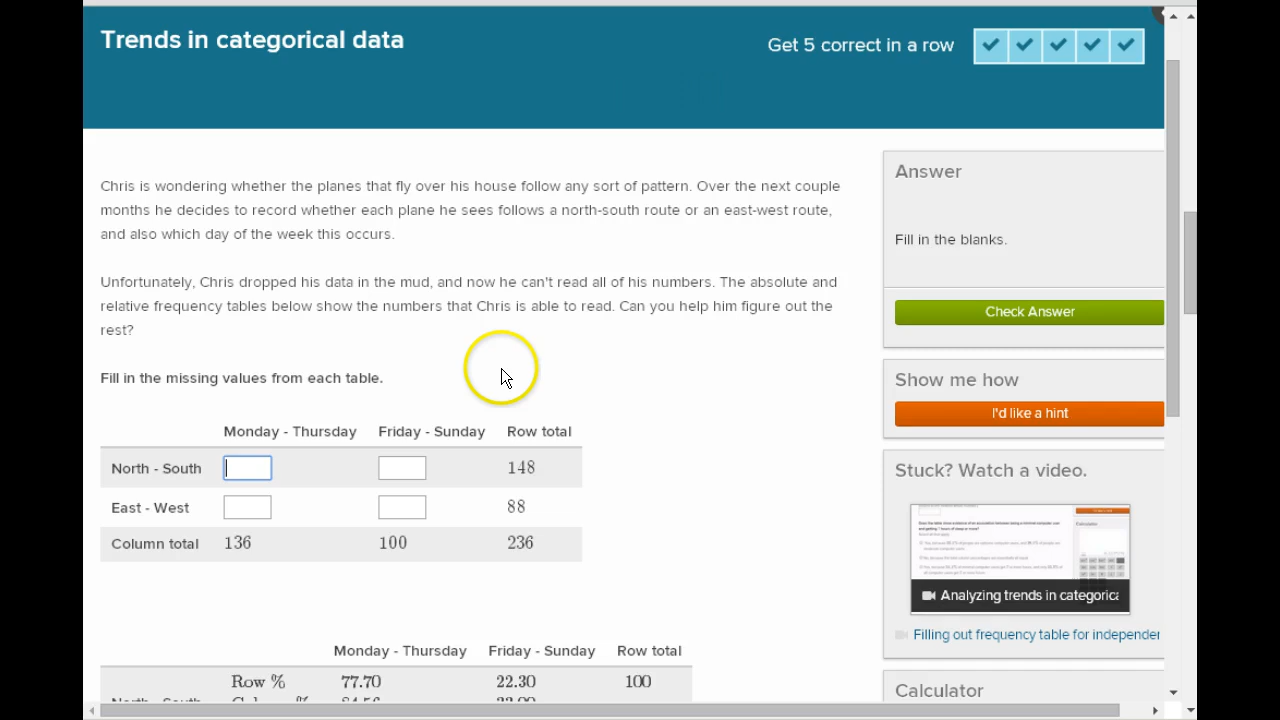 Trends in categorical data
Get 5 correct in a row
Chris is wondering whether the planes that fly over his house follow any sort of pattern. Over the next couple
months he decides to record whether each plane he sees follows a north-south route or an east-west route,
and also which day of the week this occurs.
Unfortunately, Chris dropped his data in the mud, and now he can't read all of his numbers. The absolute and
relative frequency tables below show the numbers that Chris is able to read. Can you help him figure out the
rest?
Fill in the missing values from each table.
Monday - Thursday Friday - Sunday Row total
North - South 148
East - West 88
Column total 136 100 236
Monday - Thursday Friday - Sunday Row total
Row % 77.70 22.30 100
Answer
Fill in the blanks.
Check Answer
Show me how
I'd like a hint
Stuck? Watch a video.
Analyzing trends in categorica
Filling out frequency table for independer
Calculator